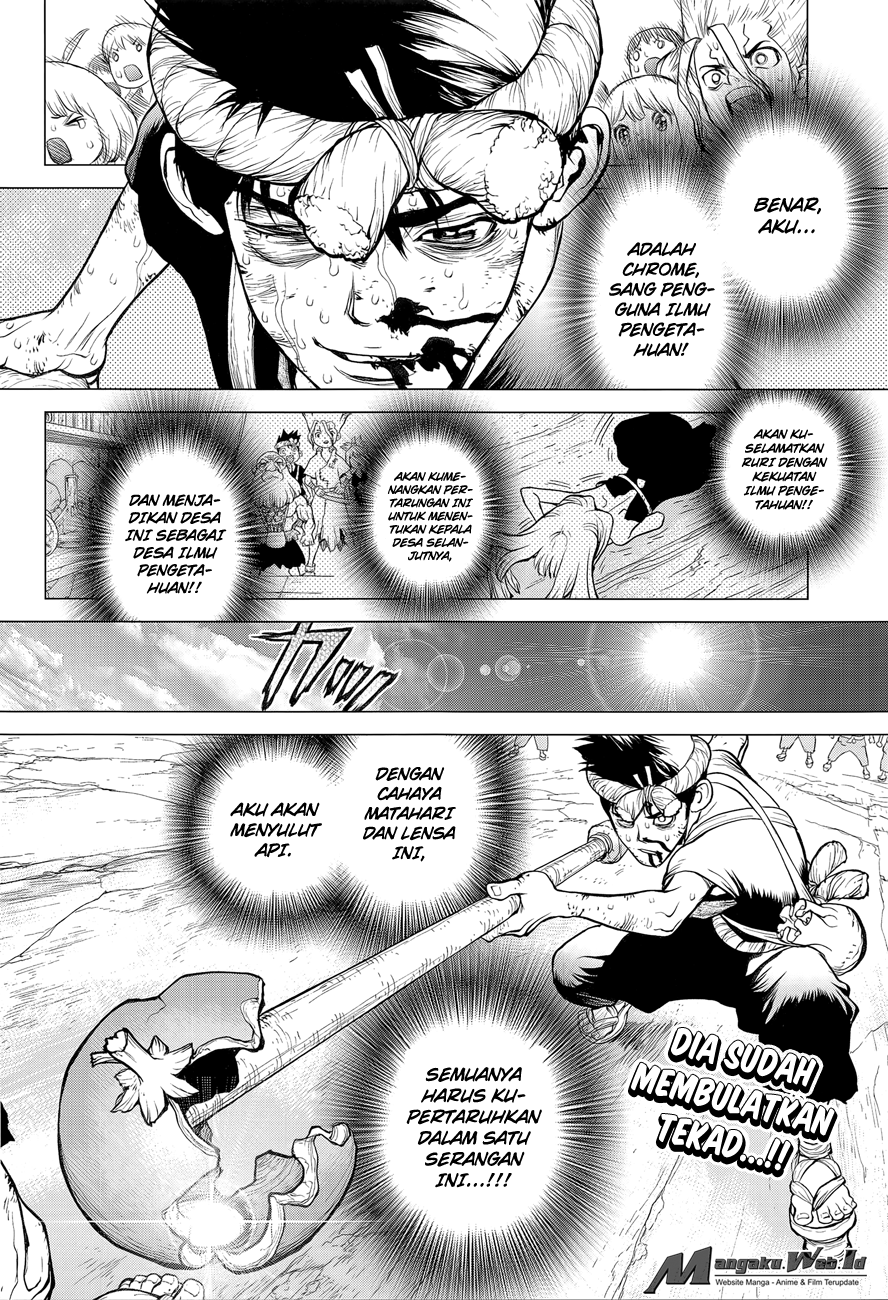 BENAR,
AKU...
ADALAH
CHROME,
SANG PENG-
GUNA ILMU
PENGETA-
HUAN!
AKAN KU-
SELAMATKAN
RURI DENGAN
KEKUATAN
ILMU PENGE-
TAHUAN!!
AKAN KUME-
NANGKAN PER-
TARUNGAN INI
UNTUK MENEN-
TUKAN KEPALA
DESA SELAN-
JUTNYA,
DAN MENJA-
DIKAN DESA
INI SEBAGAI
DESA ILMU
PENGETA-
HUAN!!
DENGAN
CAHAYA
MATAHARI
DAN LENSA
INI,
AKU AKAN
MENYULUT
API.
SEMUANYA
HARUS KU-
PERTARUHKAN
DALAM SATU
SERANGAN
INI...!!!
DIA SUDAH
MEMBULATKAN
TEKAD...!!
Mangaku.Web.Id
Website Manga - Anime & Film Terupdate